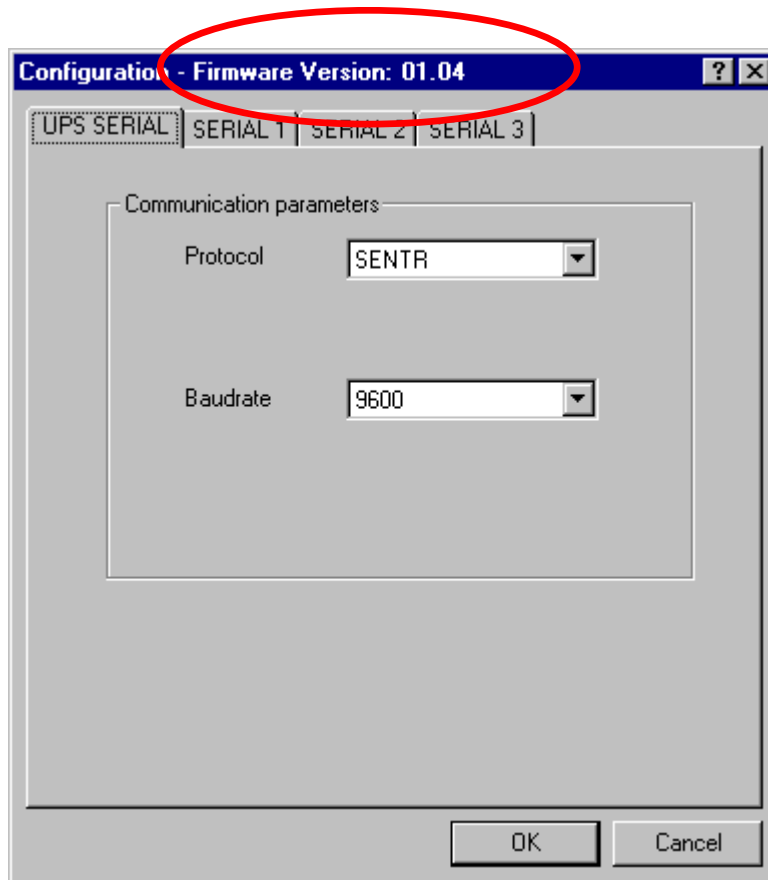 Configuration - Firmware Version: 01.04
UPS SERIAL SERIAL 1 SERIAL 2 SERIAL 3
Communication parameters
Protocol SENTR
Baudrate 9600
OK Cancel